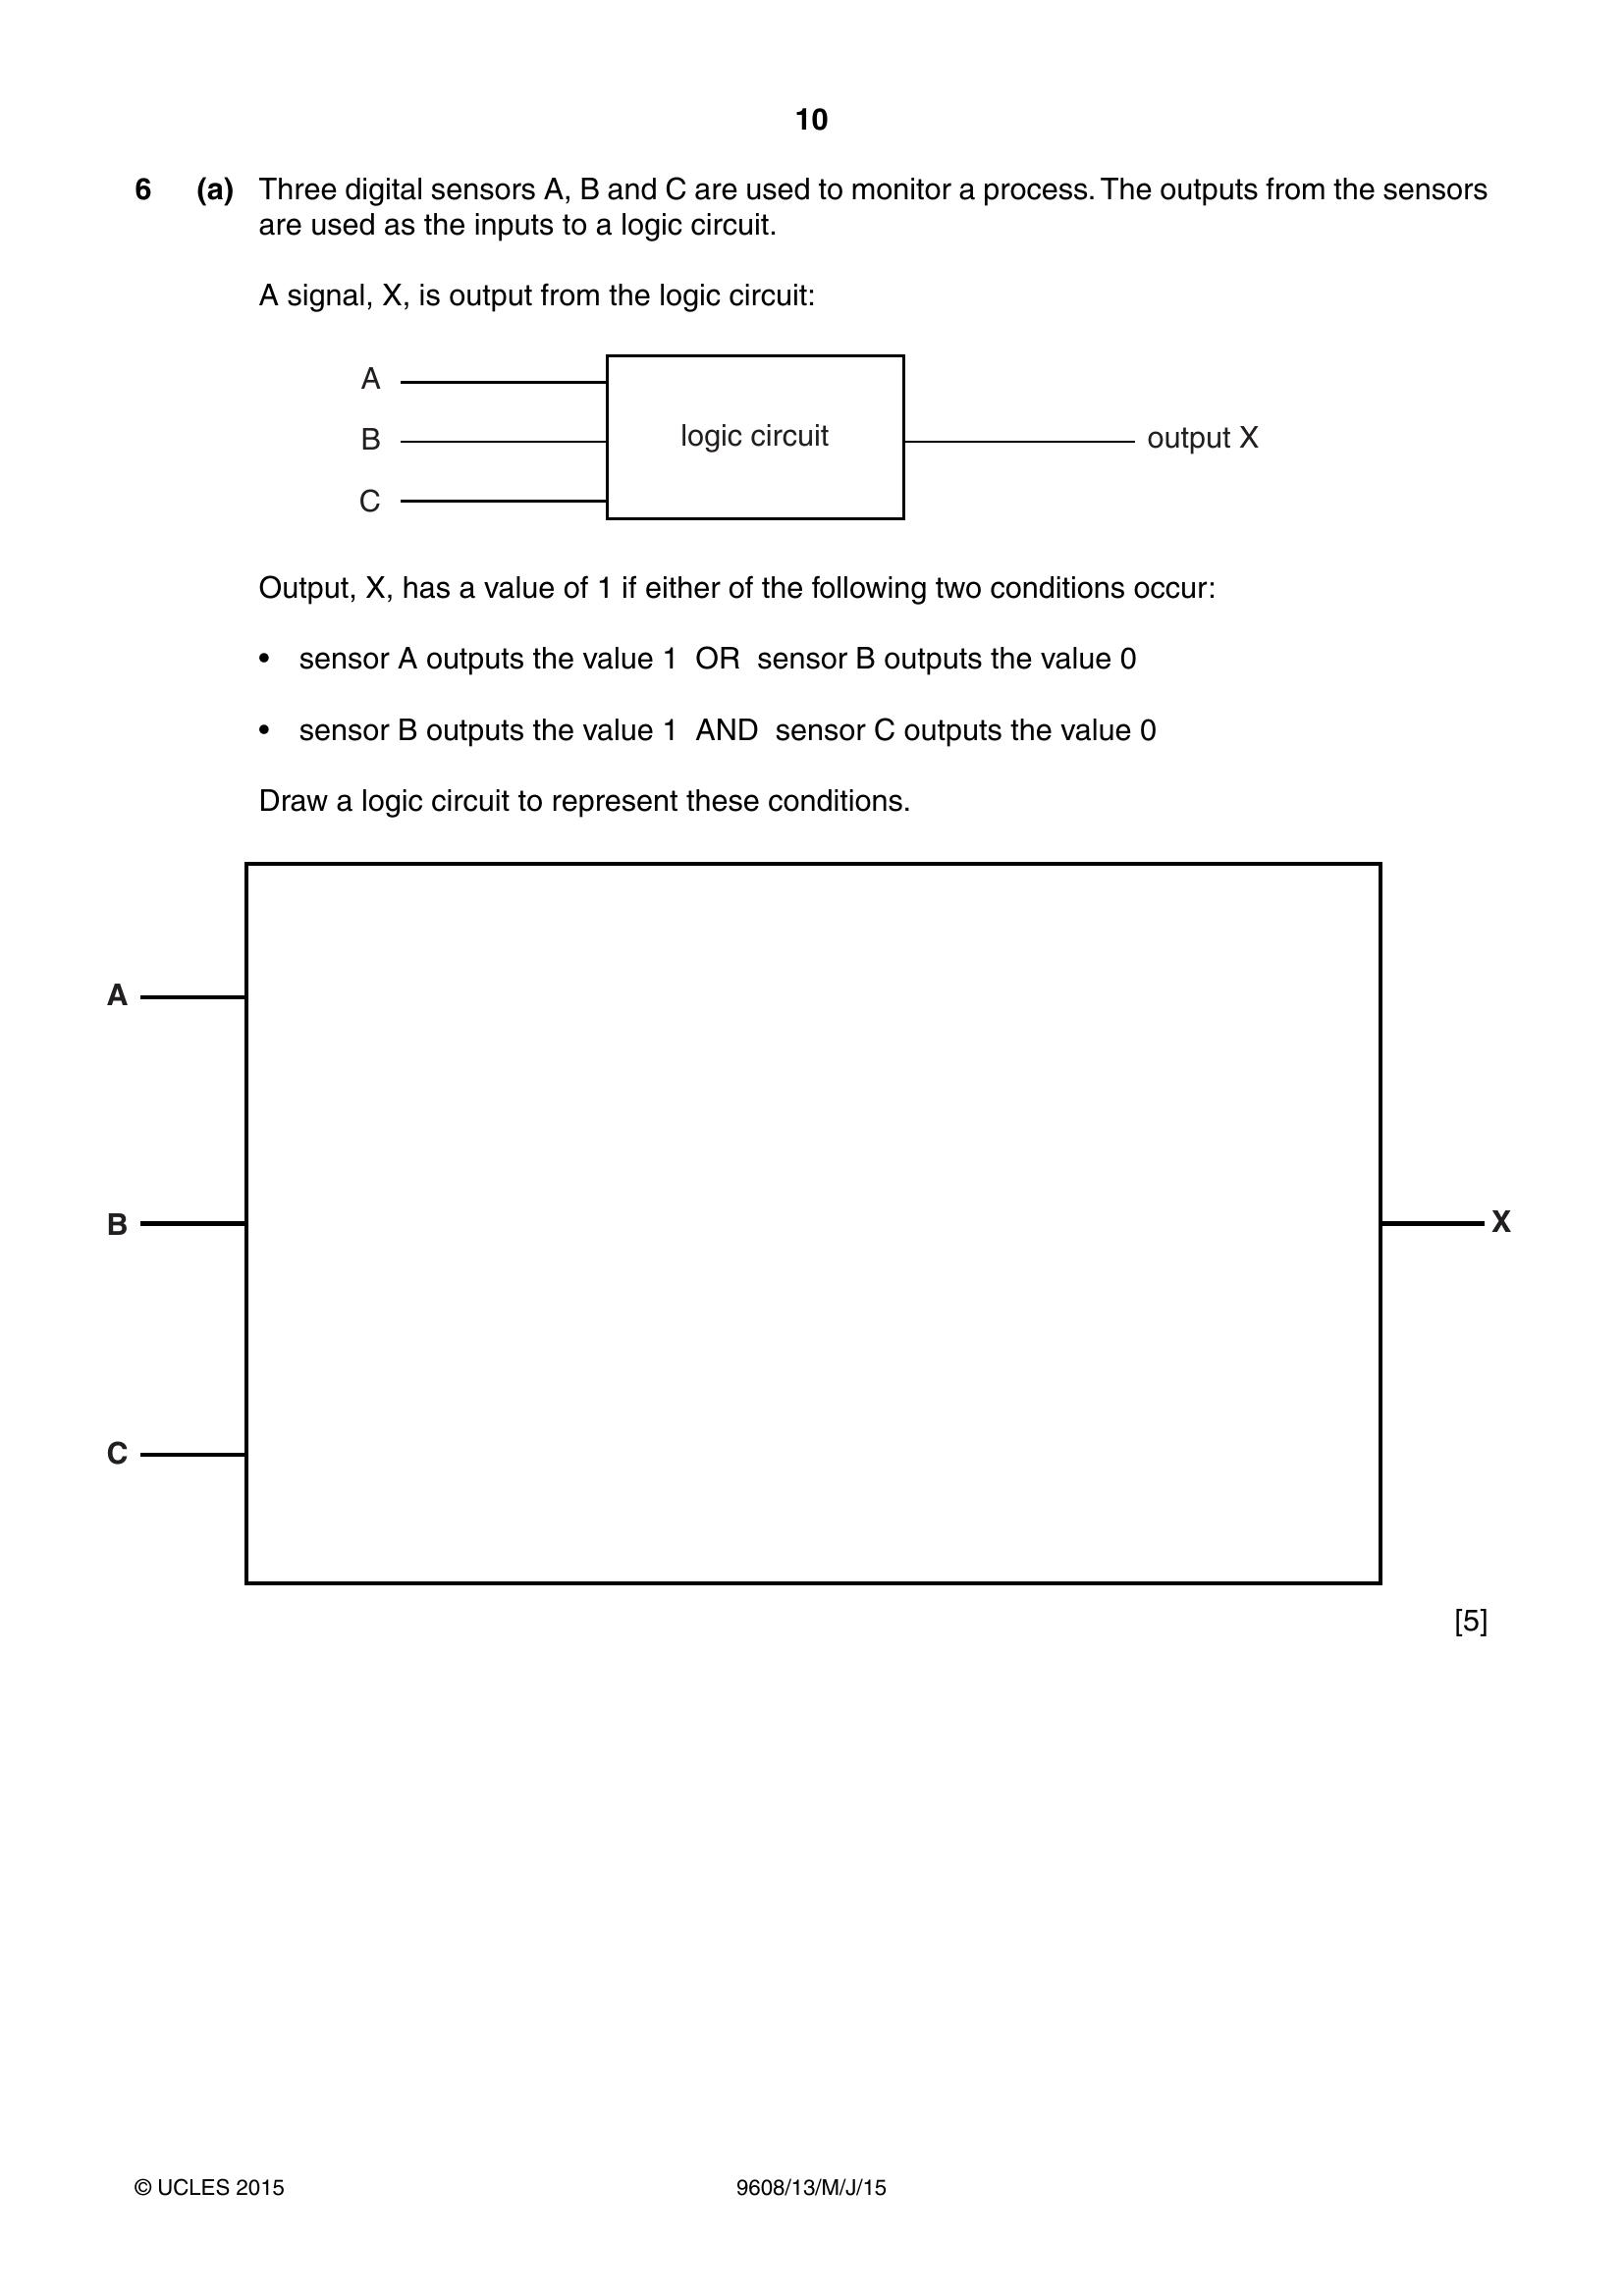 10
6 (a) Three digital sensors A, B and C are used to monitor a process. The outputs from the sensors
are used as the inputs to a logic circuit.
A signal, X, is output from the logic circuit:
A
B
C
logic circuit
output X
Output, X, has a value of 1 if either of the following two conditions occur:
• sensor A outputs the value 1 OR sensor B outputs the value 0
• sensor B outputs the value 1 AND sensor C outputs the value 0
Draw a logic circuit to represent these conditions.
A
B
X
C
[5]
© UCLES 2015
9608/13/M/J/15